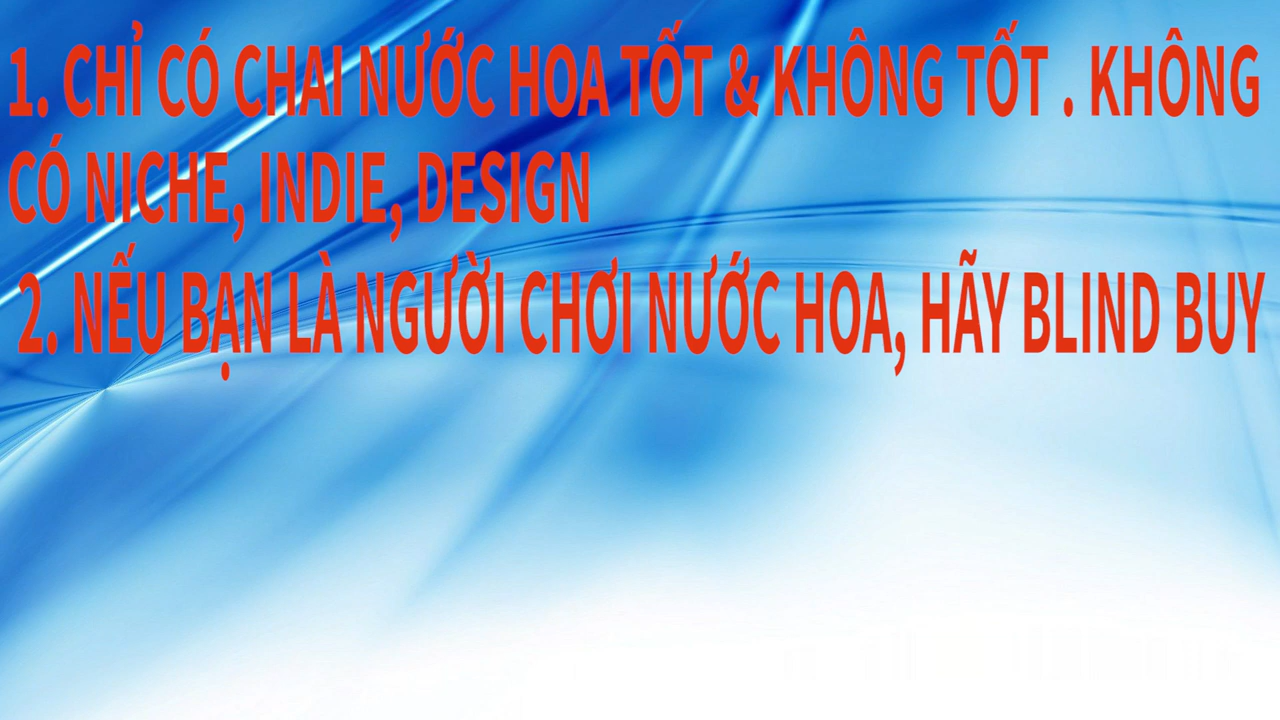 1. CHỈ CÓ CHAI NƯỚC HOA TỐT & KHÔNG TỐT . KHÔNG
CÓ NICHE, INDIE, DESIGN
2. NẾU BẠN LÀ NGƯỜI CHƠI NƯỚC HOA, HÃY BLIND BUY